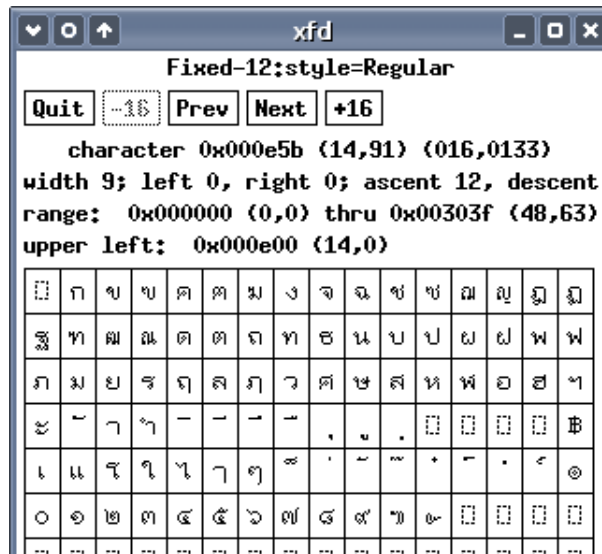 xfd
Fixed-12:style=Regular
Quit -16 Prev Next +16
character 0x000e5b (14,91) (016,0133)
width 9; left 0, right 0; ascent 12, descent
range: 0x000000 (0,0) thru 0x00303f (48,63)
upper left: 0x000e00 (14,0)
ก ข ฃ ค ฅ ฆ ง จ ฉ ช ซ ฌ ญ ฎ ฏ
ฐ ฑ ฒ ณ ด ต ถ ท ธ น บ ป ผ ฝ พ ฟ
ภ ม ย ร ฤ ล ฦ ว ศ ษ ส ห ฬ อ ฮ ฯ
ะ ั า ำ ิ ี ึ ื ุ ู ฺ ฿
เ แ โ ใ ไ ๅ ๆ ็ ่ ้ ๊ ๋ ์ ํ ๎ ๏
๐ ๑ ๒ ๓ ๔ ๕ ๖ ๗ ๘ ๙ ๚ ๛